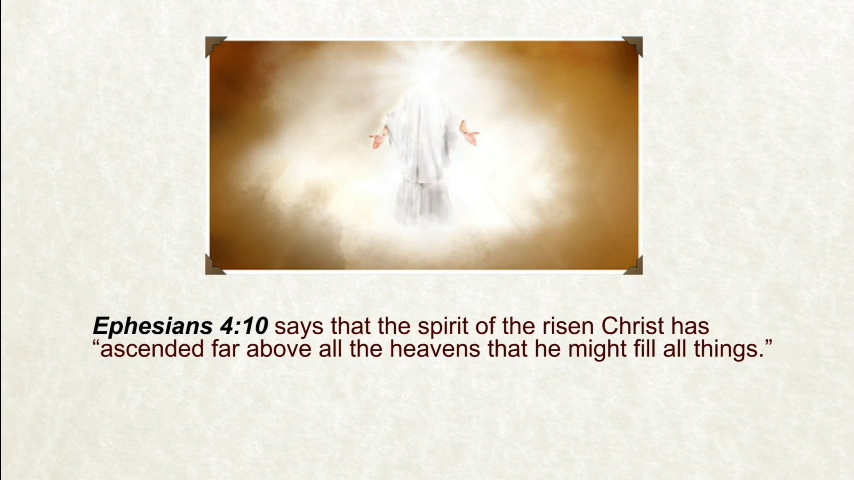 Ephesians 4:10 says that the spirit of the risen Christ has
“ascended far above all the heavens that he might fill all things.”